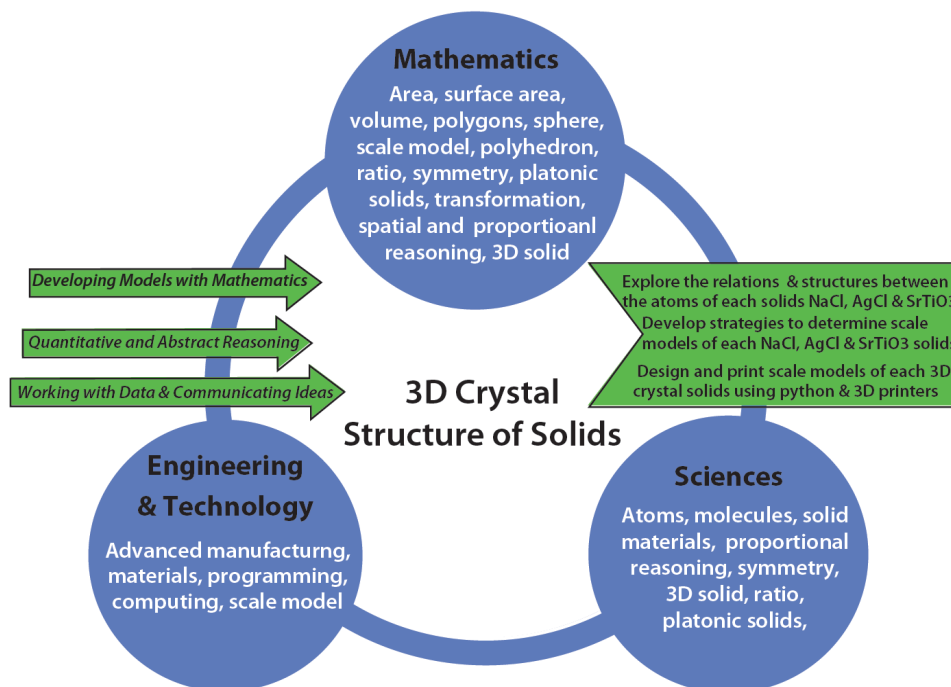 Mathematics
Area, surface area,
volume, polygons, sphere,
scale model, polyhedron,
ratio, symmetry, platonic
solids, transformation,
spatial and proportioanl
reasoning, 3D solid
Developing Models with Mathematics
Quantitative and Abstract Reasoning
Working with Data & Communicating Ideas
Explore the relations & structures between
the atoms of each solids NaCl, AgCl & SrTiO3
Develop strategies to determine scale
models of each NaCl, AgCl & SrTiO3 solids
Design and print scale models of each 3D
crystal solids using python & 3D printers
3D Crystal
Structure of Solids
Engineering
& Technology
Advanced manufacturng,
materials, programming,
computing, scale model
Sciences
Atoms, molecules, solid
materials, proportional
reasoning, symmetry,
3D solid, ratio,
platonic solids,